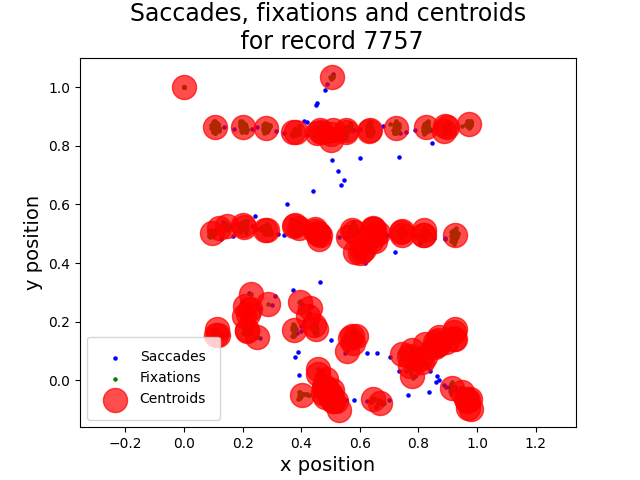 Saccades, fixations and centroids
for record 7757
y position
1.0
0.8
0.6
0.4
0.2
0.0
Saccades
Fixations
Centroids
−0.2 0.0 0.2 0.4 0.6 0.8 1.0 1.2
x position